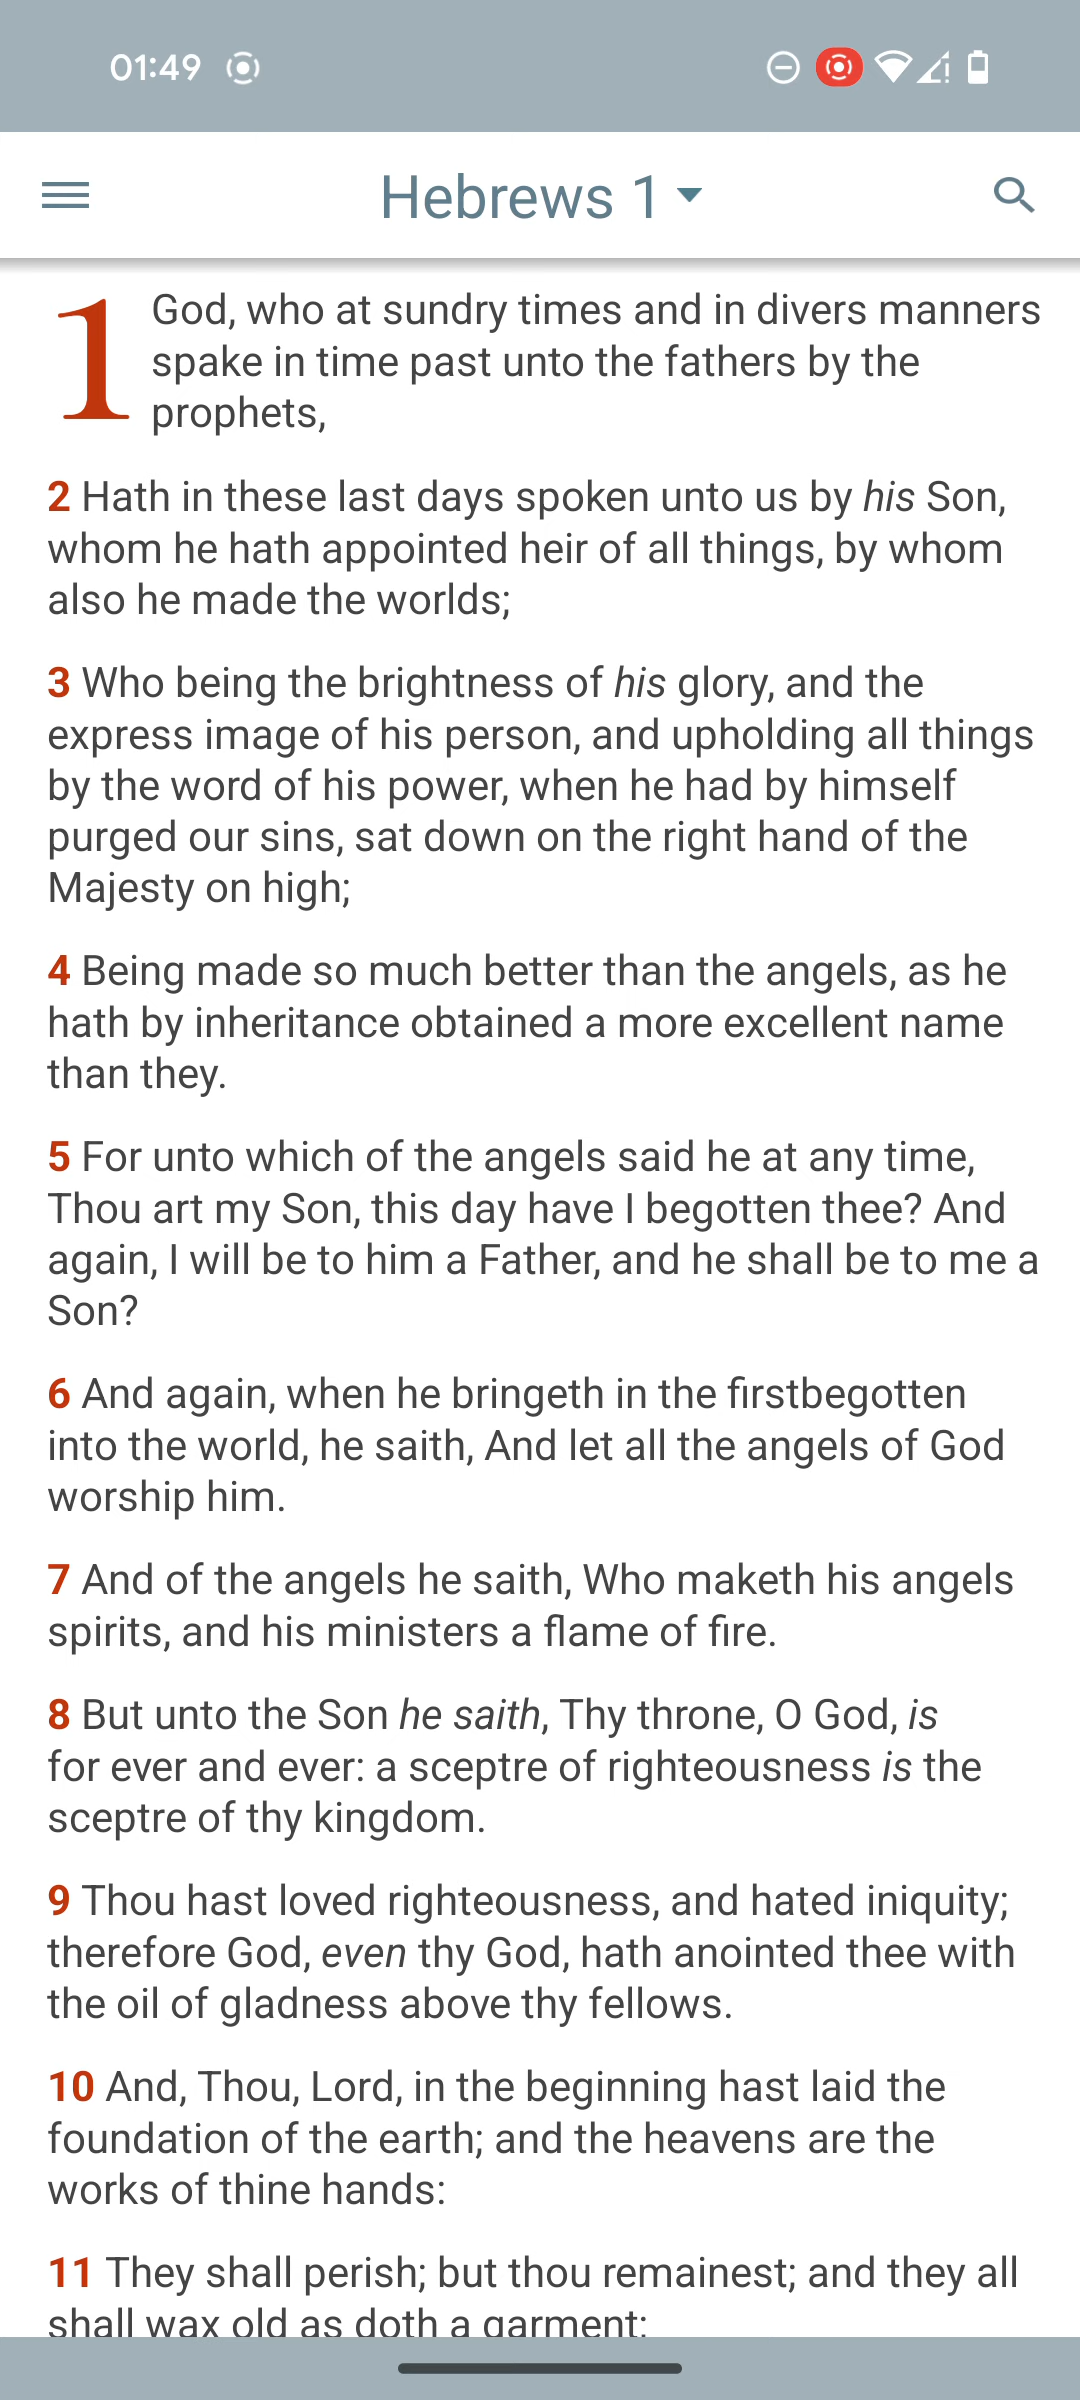 01:49
Hebrews 1
1 God, who at sundry times and in divers manners
spake in time past unto the fathers by the
prophets,
2 Hath in these last days spoken unto us by his Son,
whom he hath appointed heir of all things, by whom
also he made the worlds;
3 Who being the brightness of his glory, and the
express image of his person, and upholding all things
by the word of his power, when he had by himself
purged our sins, sat down on the right hand of the
Majesty on high;
4 Being made so much better than the angels, as he
hath by inheritance obtained a more excellent name
than they.
5 For unto which of the angels said he at any time,
Thou art my Son, this day have I begotten thee? And
again, I will be to him a Father, and he shall be to me a
Son?
6 And again, when he bringeth in the firstbegotten
into the world, he saith, And let all the angels of God
worship him.
7 And of the angels he saith, Who maketh his angels
spirits, and his ministers a flame of fire.
8 But unto the Son he saith, Thy throne, O God, is
for ever and ever: a sceptre of righteousness is the
sceptre of thy kingdom.
9 Thou hast loved righteousness, and hated iniquity;
therefore God, even thy God, hath anointed thee with
the oil of gladness above thy fellows.
10 And, Thou, Lord, in the beginning hast laid the
foundation of the earth; and the heavens are the
works of thine hands:
11 They shall perish; but thou remainest; and they all
shall wax old as doth a garment;